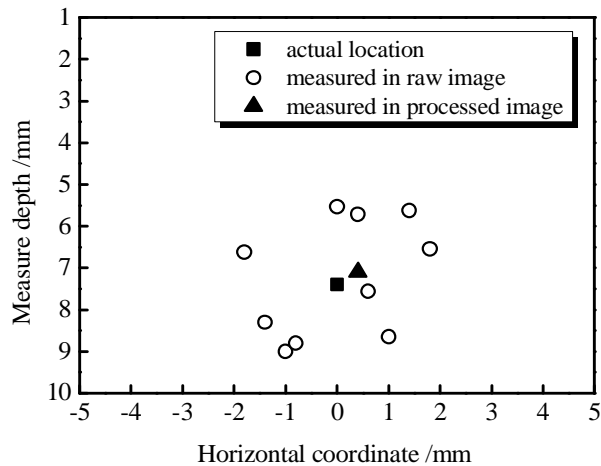 actual location
measured in raw image
measured in processed image
Measure depth /mm
1
2
3
4
5
6
7
8
9
10
-5 -4 -3 -2 -1 0 1 2 3 4 5
Horizontal coordinate /mm